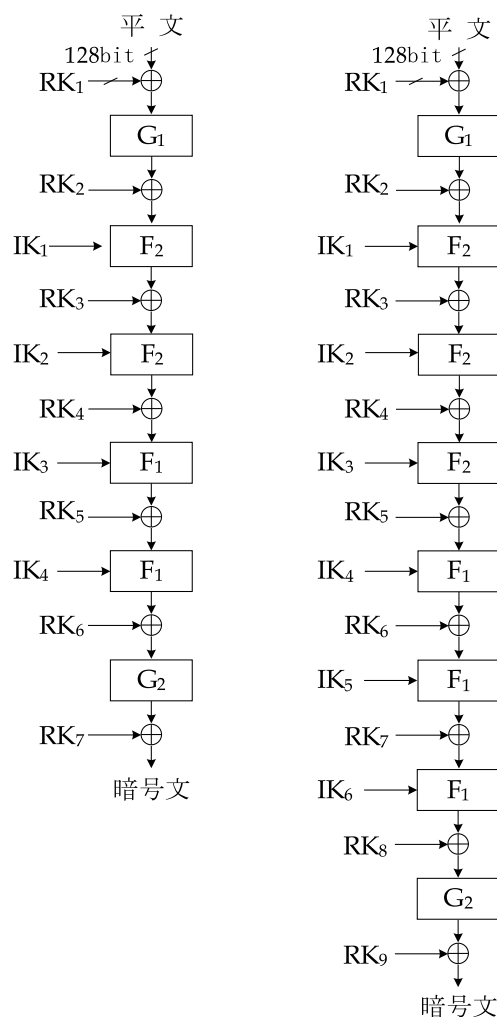 平 文
128bit
RK₁
G₁
RK₂
IK₁
F₂
RK₃
IK₂
F₂
RK₄
IK₃
F₁
RK₅
IK₄
F₁
RK₆
G₂
RK₇
暗号文
平 文
128bit
RK₁
G₁
RK₂
IK₁
F₂
RK₃
IK₂
F₂
RK₄
IK₃
F₂
RK₅
IK₄
F₁
RK₆
IK₅
F₁
RK₇
IK₆
F₁
RK₈
G₂
RK₉
暗号文